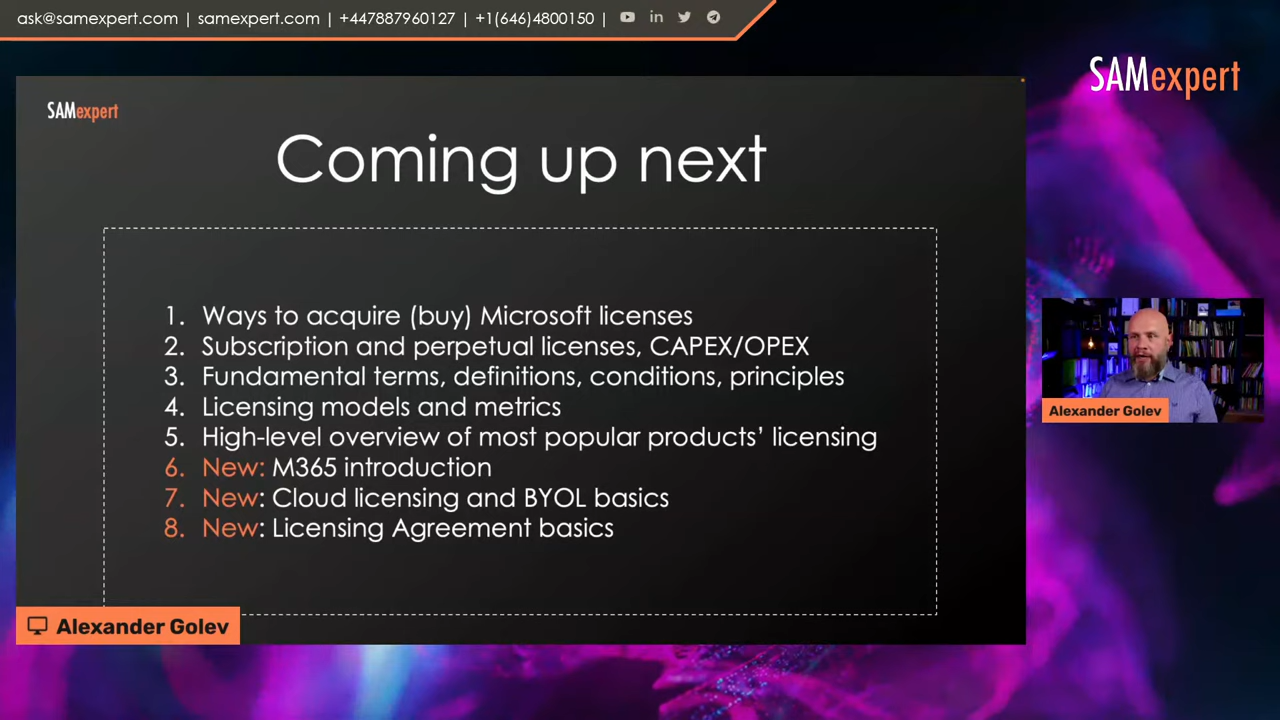 ask@samexpert.com | samexpert.com | +447887960127 | +1(646)4800150 |
SAMexpert
SAMexpert
Coming up next
1. Ways to acquire (buy) Microsoft licenses
2. Subscription and perpetual licenses, CAPEX/OPEX
3. Fundamental terms, definitions, conditions, principles
4. Licensing models and metrics
5. High-level overview of most popular products’ licensing
6. New: M365 introduction
7. New: Cloud licensing and BYOL basics
8. New: Licensing Agreement basics
Alexander Golev
Alexander Golev